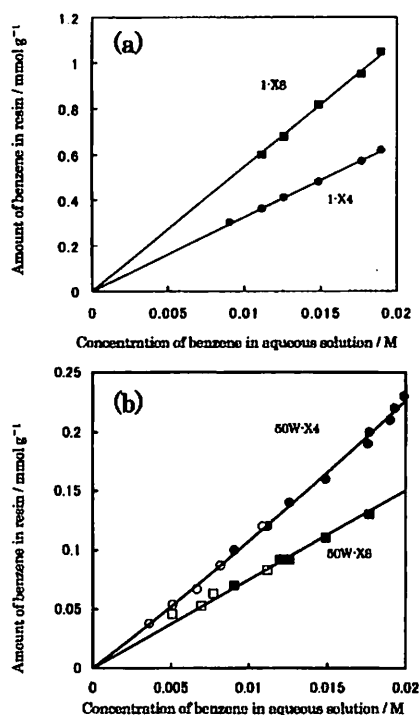 (a)
1-X8
1-X4
Amount of benzene in resin / mmol g⁻¹
1.2
1
0.8
0.6
0.4
0.2
0
0 0.005 0.01 0.015 0.02
Concentration of benzene in aqueous solution / M
(b)
50W-X4
50W-X8
Amount of benzene in resin / mmol g⁻¹
0.25
0.2
0.15
0.1
0.05
0
0 0.005 0.01 0.015 0.02
Concentration of benzene in aqueous solution / M